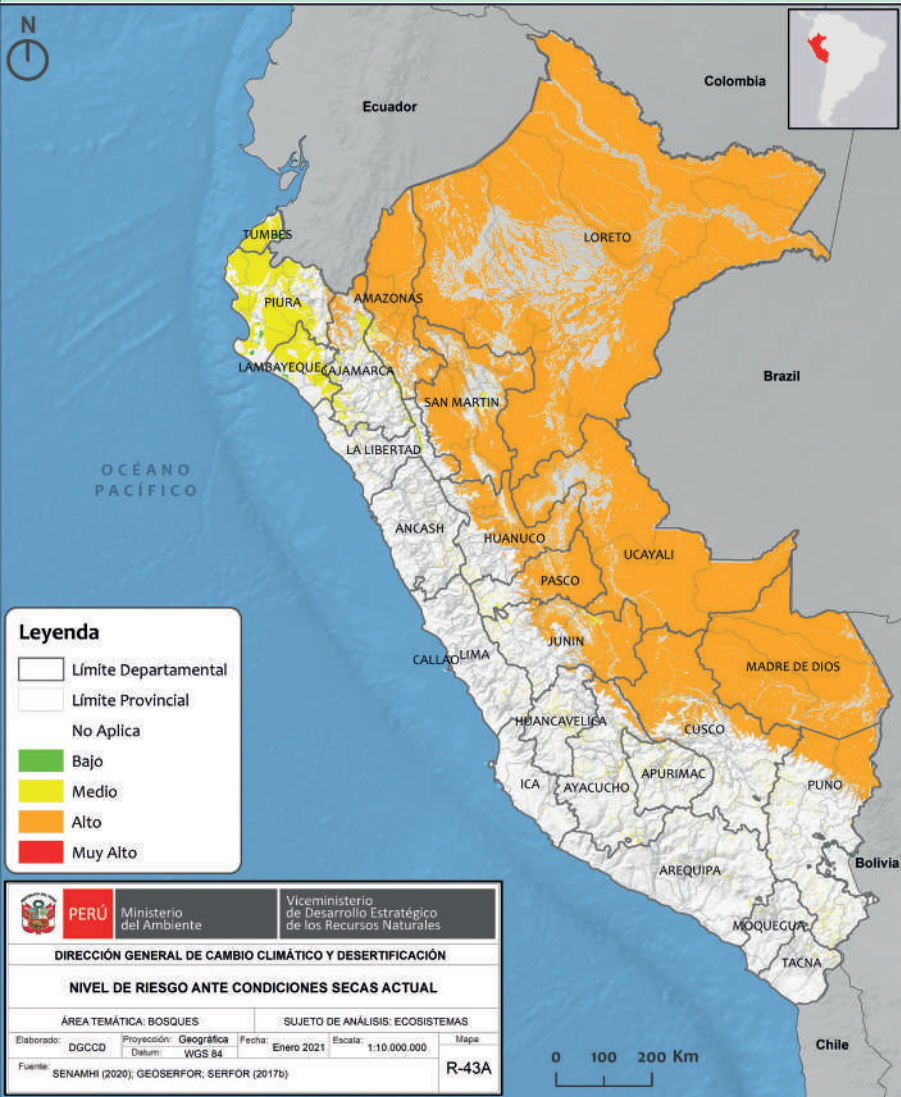 N
Colombia
Ecuador
TUMBES
LORETO
PIURA
AMAZONAS
LAMBAYEQUE
CAJAMARCA
Brazil
SAN MARTIN
LA LIBERTAD
OCÉANO
PACÍFICO
ANCASH
HUANUCO
UCAYALI
PASCO
JUNIN
CALLAO
LIMA
MADRE DE DIOS
HUANCAVELICA
CUSCO
ICA
AYACUCHO
APURIMAC
PUNO
Bolivia
AREQUIPA
MOQUEGUA
TACNA
Chile
Leyenda
Límite Departamental
Límite Provincial
No Aplica
Bajo
Medio
Alto
Muy Alto
PERÚ
Ministerio
del Ambiente
Viceministerio
de Desarrollo Estratégico
de los Recursos Naturales
DIRECCIÓN GENERAL DE CAMBIO CLIMÁTICO Y DESERTIFICACIÓN
NIVEL DE RIESGO ANTE CONDICIONES SECAS ACTUAL
ÁREA TEMÁTICA: BOSQUES
SUJETO DE ANÁLISIS: ECOSISTEMAS
Elaborado: DGCCD
Proyección: Geográfica
Datum: WGS 84
Fecha: Enero 2021
Escala: 1:10.000.000
Mapa
R-43A
Fuente: SENAMHI (2020); GEOSERFOR; SERFOR (2017b)
0 100 200 Km